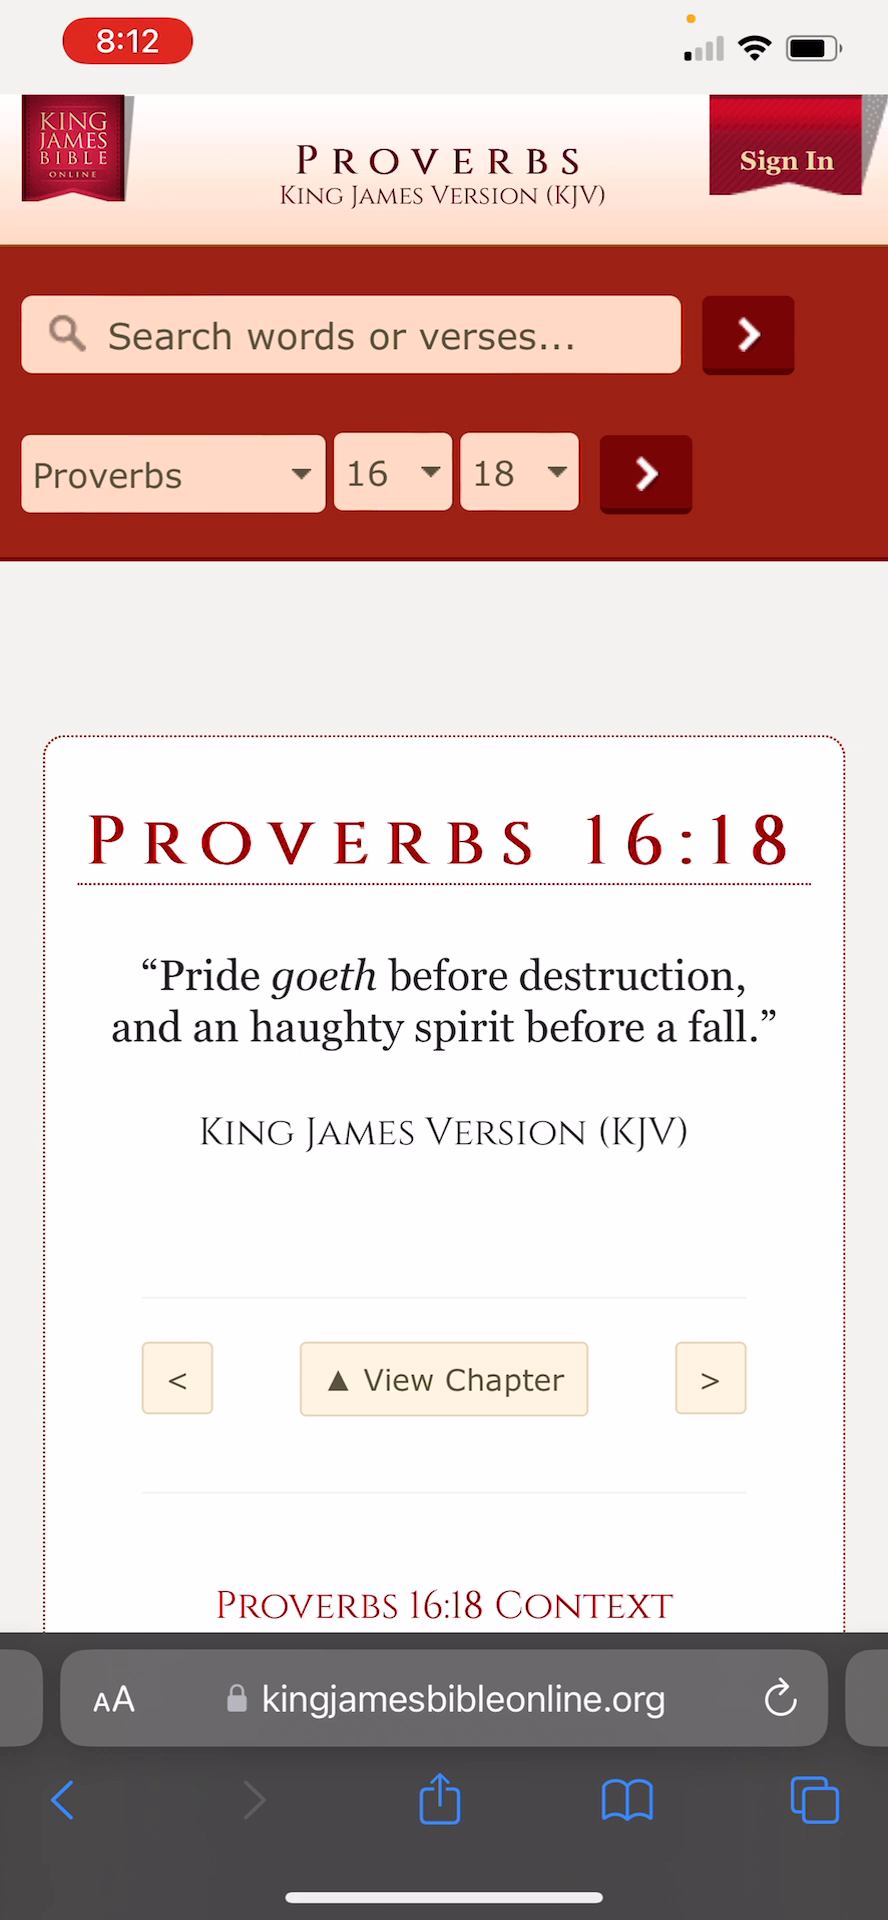 8:12
KING
JAMES
BIBLE
ONLINE
PROVERBS
KING JAMES VERSION (KJV)
Sign In
Search words or verses...
Proverbs 16 18
PROVERBS 16:18
“Pride goeth before destruction,
and an haughty spirit before a fall.”
KING JAMES VERSION (KJV)
< ▲ View Chapter >
PROVERBS 16:18 CONTEXT
AA kingjamesbibleonline.org